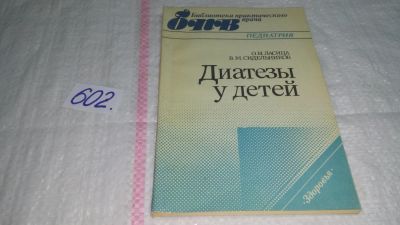 Библиотека практического
врача
ПЕДИАТРИЯ
О.И. ЛАСИЦА
В.М. СИДЕЛЬНИКОВ
Диатезы
у детей
«Здоровья»
602.